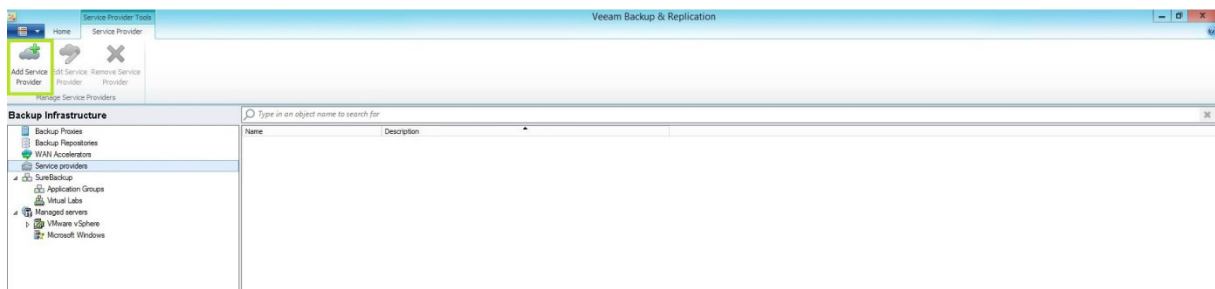 Service Provider Tools
Veeam Backup & Replication
Home Service Provider
Add Service Provider
Edit Service Provider
Remove Service Provider
Manage Service Providers
Backup Infrastructure
Type in an object name to search for
Backup Proxies
Backup Repositories
WAN Accelerators
Service providers
SureBackup
Application Groups
Virtual Labs
Managed servers
VMware vSphere
Microsoft Windows
Name Description